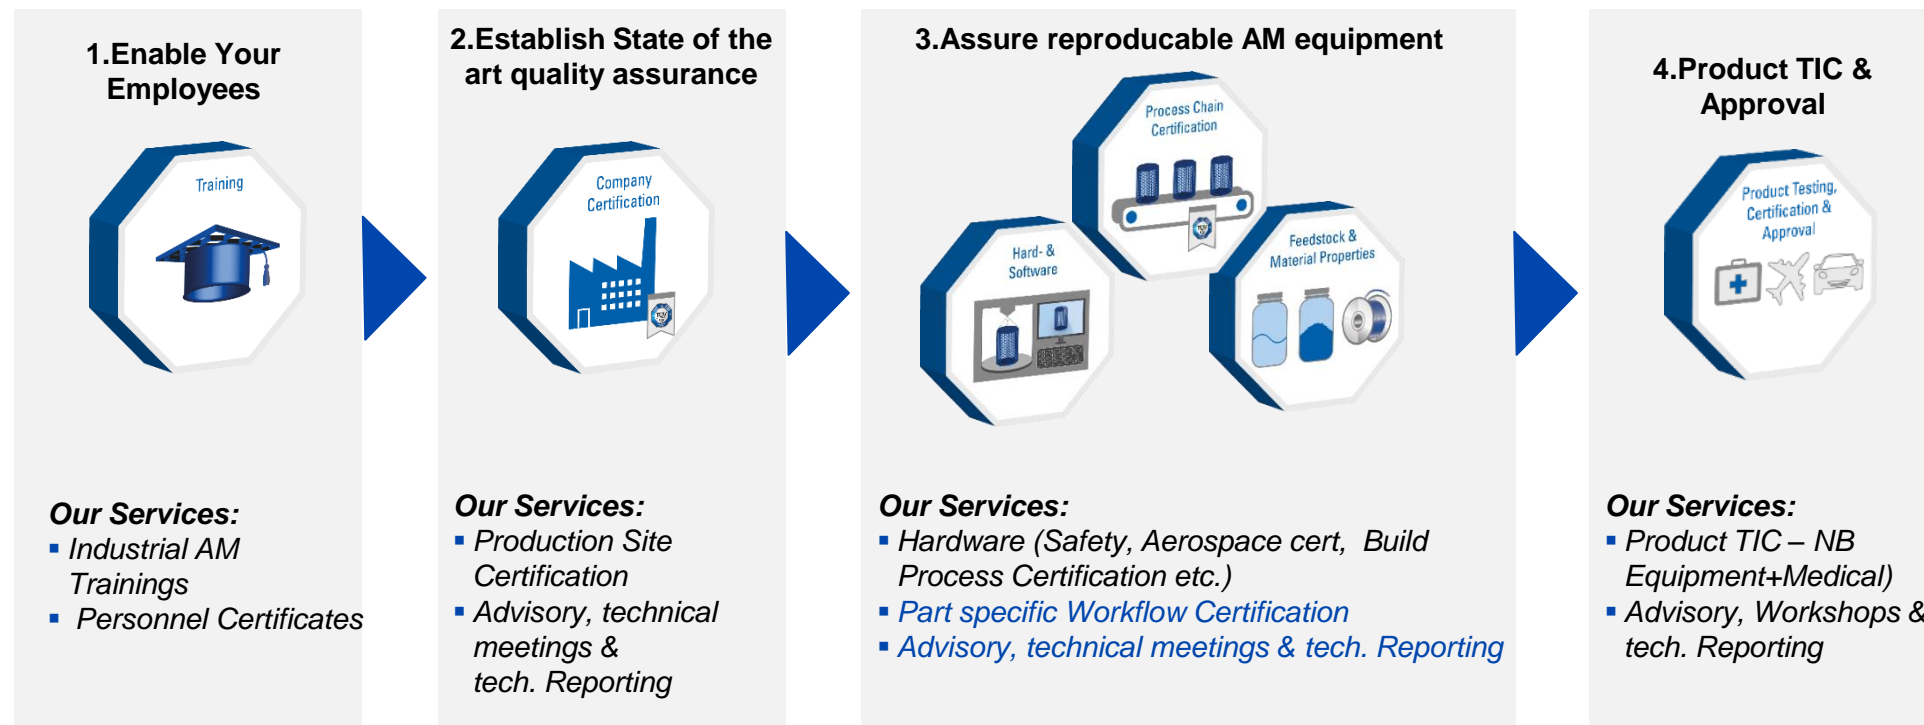 1.Enable Your
Employees
Training
Our Services:
▪ Industrial AM
Trainings
▪ Personnel Certificates
2.Establish State of the
art quality assurance
Company
Certification
Our Services:
▪ Production Site
Certification
▪ Advisory, technical
meetings &
tech. Reporting
3.Assure reproducable AM equipment
Process Chain
Certification
Hard- &
Software
Feedstock &
Material Properties
Our Services:
▪ Hardware (Safety, Aerospace cert, Build
Process Certification etc.)
▪ Part specific Workflow Certification
▪ Advisory, technical meetings & tech. Reporting
4.Product TIC &
Approval
Product Testing,
Certification &
Approval
Our Services:
▪ Product TIC – NB
Equipment+Medical)
▪ Advisory, Workshops &
tech. Reporting